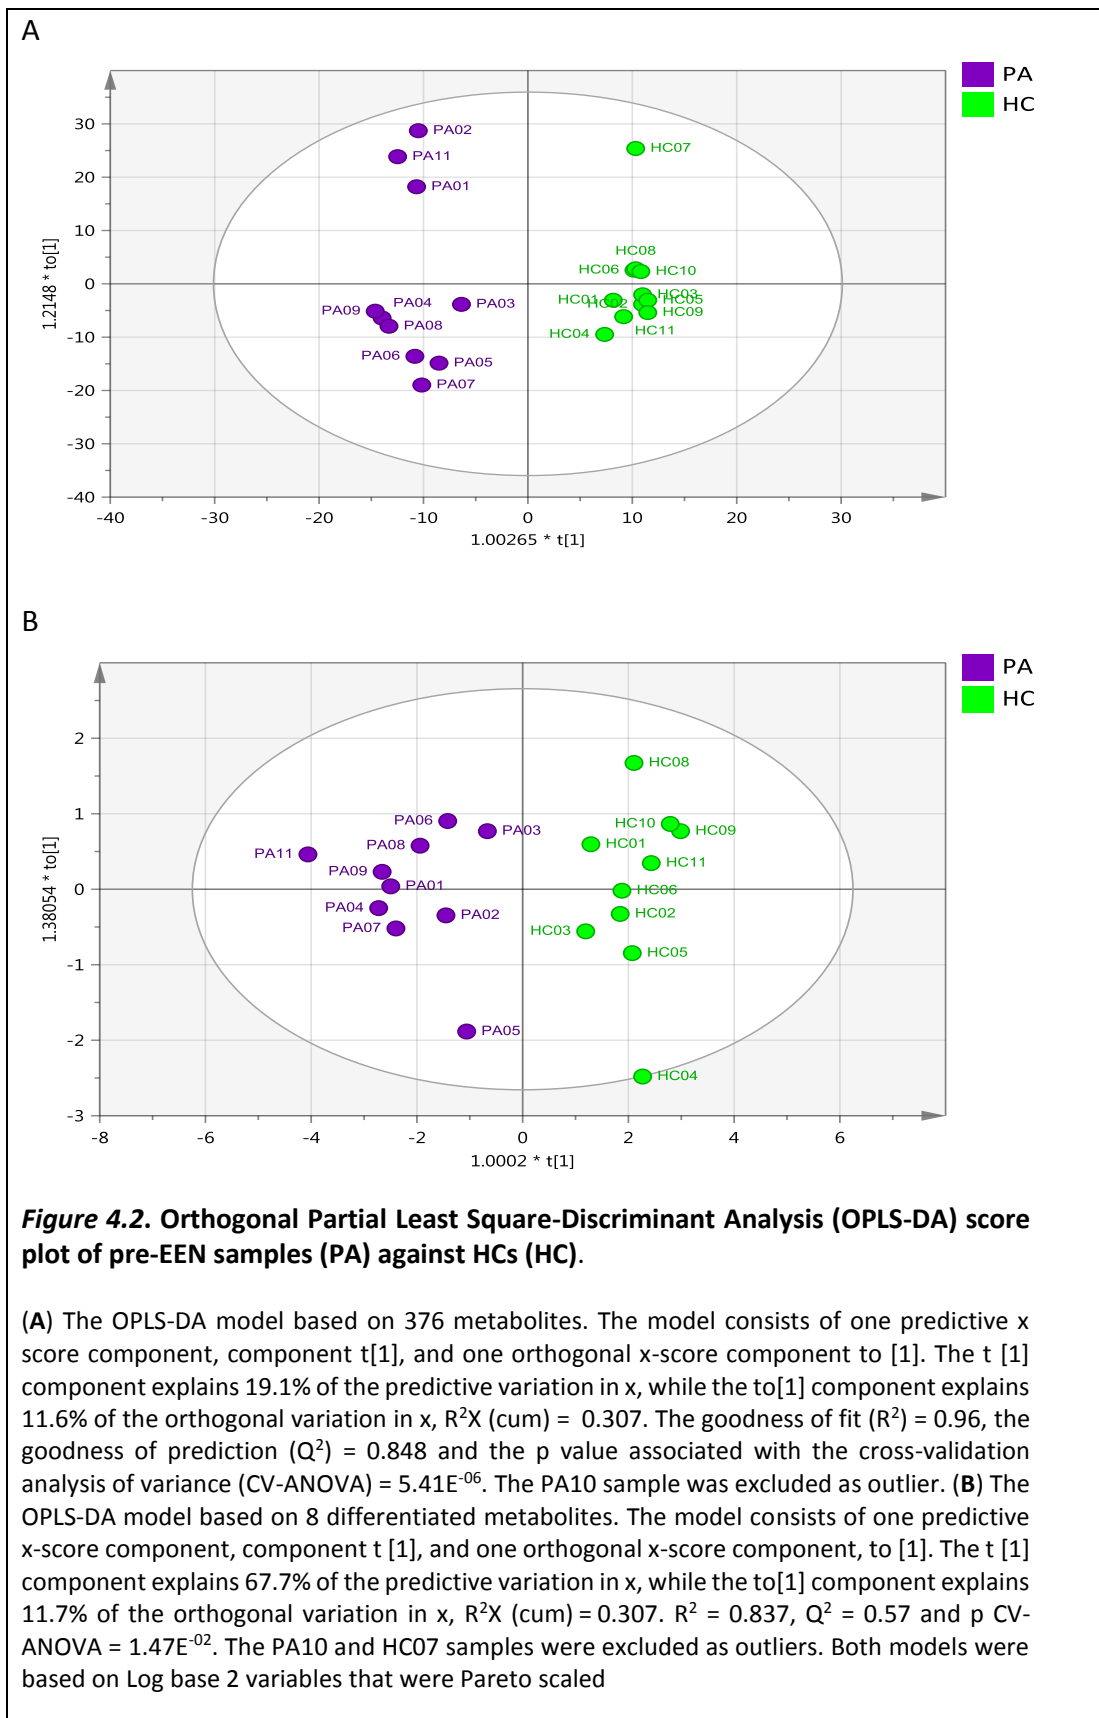 A
PA
HC
30
20
10
0
-10
-20
-30
-40
1.2148 * to[1]
PA02
PA11
PA01
HC07
HC08
HC06
HC10
HC01
HC03
HC02
HC05
HC09
HC04
HC11
PA09
PA04
PA03
PA08
PA06
PA05
PA07
-40 -30 -20 -10 0 10 20 30
1.00265 * t[1]
B
PA
HC
2
1
0
-1
-2
-3
1.38054 * to[1]
HC08
PA06
PA03
HC10
HC09
PA08
HC01
PA11
HC11
PA09
PA01
HC06
PA04
PA02
HC02
PA07
HC03
HC05
PA05
HC04
-8 -6 -4 -2 0 2 4 6
1.0002 * t[1]
Figure 4.2. Orthogonal Partial Least Square-Discriminant Analysis (OPLS-DA) score
plot of pre-EEN samples (PA) against HCs (HC).
(A) The OPLS-DA model based on 376 metabolites. The model consists of one predictive x
score component, component t[1], and one orthogonal x-score component to [1]. The t [1]
component explains 19.1% of the predictive variation in x, while the to[1] component explains
11.6% of the orthogonal variation in x, R²X (cum) = 0.307. The goodness of fit (R²) = 0.96, the
goodness of prediction (Q²) = 0.848 and the p value associated with the cross-validation
analysis of variance (CV-ANOVA) = 5.41E⁻⁰⁶. The PA10 sample was excluded as outlier. (B) The
OPLS-DA model based on 8 differentiated metabolites. The model consists of one predictive
x-score component, component t [1], and one orthogonal x-score component, to [1]. The t [1]
component explains 67.7% of the predictive variation in x, while the to[1] component explains
11.7% of the orthogonal variation in x, R²X (cum) = 0.307. R² = 0.837, Q² = 0.57 and p CV-
ANOVA = 1.47E⁻⁰². The PA10 and HC07 samples were excluded as outliers. Both models were
based on Log base 2 variables that were Pareto scaled